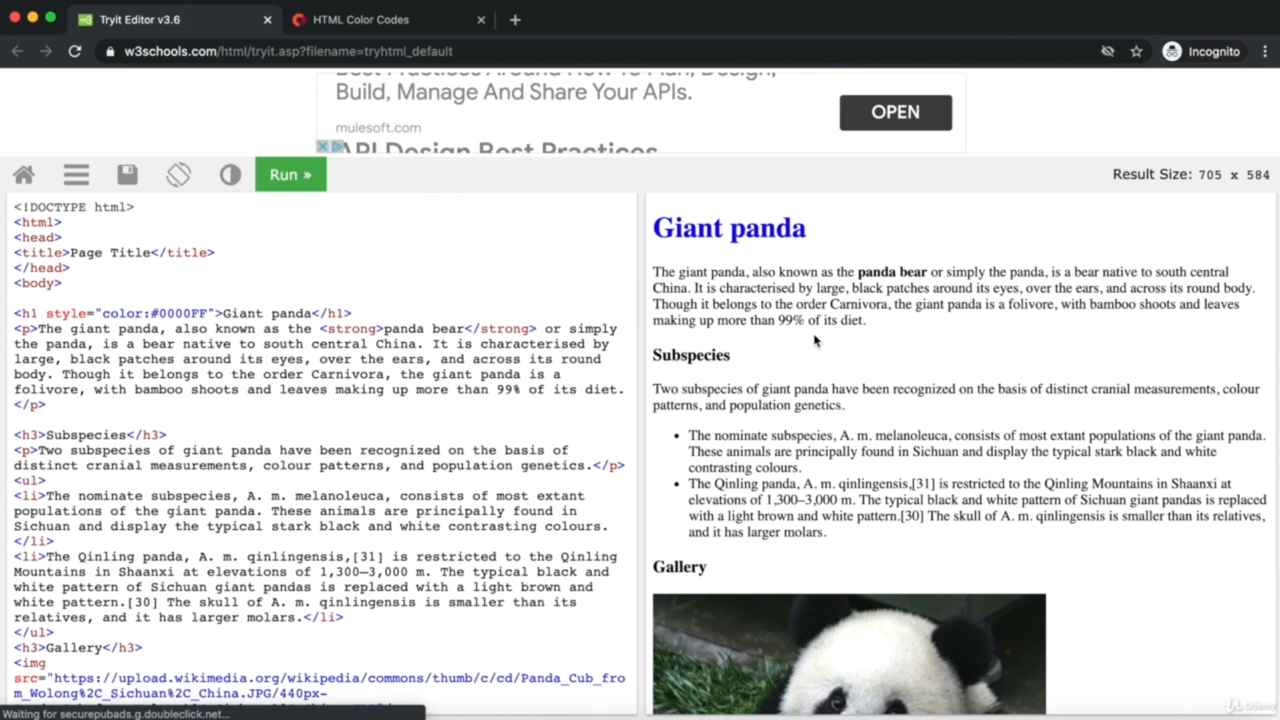 Tryit Editor v3.6
HTML Color Codes
w3schools.com/html/tryit.asp?filename=tryhtml_default
Incognito
Best Practices Around How To Plan, Design,
Build, Manage And Share Your APIs.
OPEN
mulesoft.com
API Design Best Practices
Run »
Result Size: 705 x 584
<!DOCTYPE html>
<html>
<head>
<title>Page Title</title>
</head>
<body>
<h1 style="color:#0000FF">Giant panda</h1>
<p>The giant panda, also known as the <strong>panda bear</strong> or simply
the panda, is a bear native to south central China. It is characterised by
large, black patches around its eyes, over the ears, and across its round
body. Though it belongs to the order Carnivora, the giant panda is a
folivore, with bamboo shoots and leaves making up more than 99% of its diet.
</p>
<h3>Subspecies</h3>
<p>Two subspecies of giant panda have been recognized on the basis of
distinct cranial measurements, colour patterns, and population genetics.</p>
<ul>
<li>The nominate subspecies, A. m. melanoleuca, consists of most extant
populations of the giant panda. These animals are principally found in
Sichuan and display the typical stark black and white contrasting colours.
</li>
<li>The Qinling panda, A. m. qinlingensis,[31] is restricted to the Qinling
Mountains in Shaanxi at elevations of 1,300–3,000 m. The typical black and
white pattern of Sichuan giant pandas is replaced with a light brown and
white pattern.[30] The skull of A. m. qinlingensis is smaller than its
relatives, and it has larger molars.</li>
</ul>
<h3>Gallery</h3>
<img
src="https://upload.wikimedia.org/wikipedia/commons/thumb/c/cd/Panda_Cub_fro
m_Wolong%2C_Sichuan%2C_China.JPG/440px-
Waiting for securepubads.g.doubleclick.net...
Giant panda
The giant panda, also known as the panda bear or simply the panda, is a bear native to south central
China. It is characterised by large, black patches around its eyes, over the ears, and across its round body.
Though it belongs to the order Carnivora, the giant panda is a folivore, with bamboo shoots and leaves
making up more than 99% of its diet.
Subspecies
Two subspecies of giant panda have been recognized on the basis of distinct cranial measurements, colour
patterns, and population genetics.
• The nominate subspecies, A. m. melanoleuca, consists of most extant populations of the giant panda.
These animals are principally found in Sichuan and display the typical stark black and white
contrasting colours.
• The Qinling panda, A. m. qinlingensis,[31] is restricted to the Qinling Mountains in Shaanxi at
elevations of 1,300–3,000 m. The typical black and white pattern of Sichuan giant pandas is replaced
with a light brown and white pattern.[30] The skull of A. m. qinlingensis is smaller than its relatives,
and it has larger molars.
Gallery
Udemy